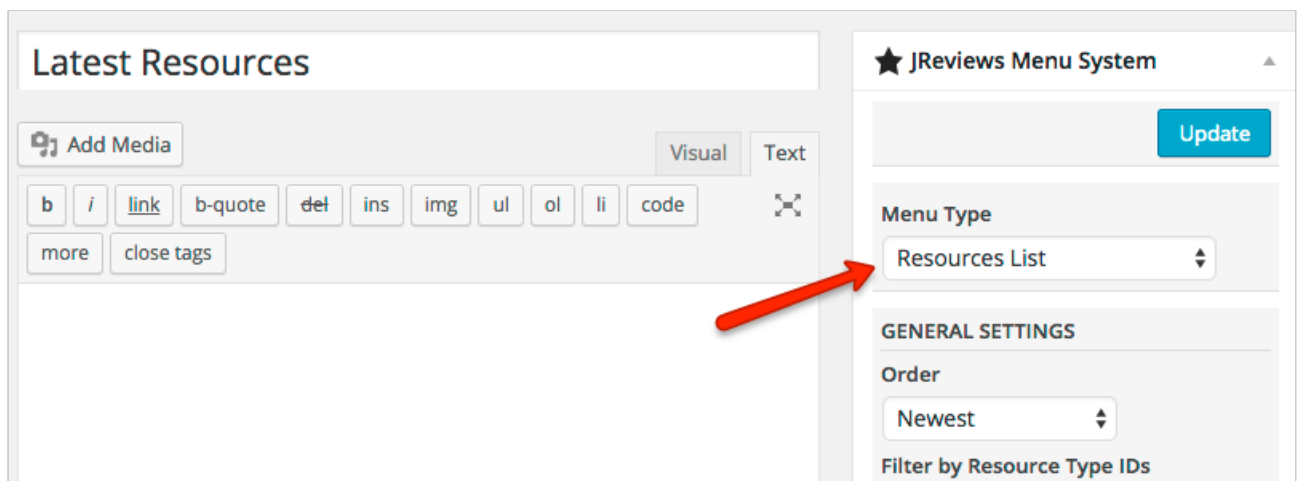 Latest Resources
Add Media
Visual Text
b i link b-quote del ins img ul ol li code
more close tags
JReviews Menu System
Update
Menu Type
Resources List
GENERAL SETTINGS
Order
Newest
Filter by Resource Type IDs